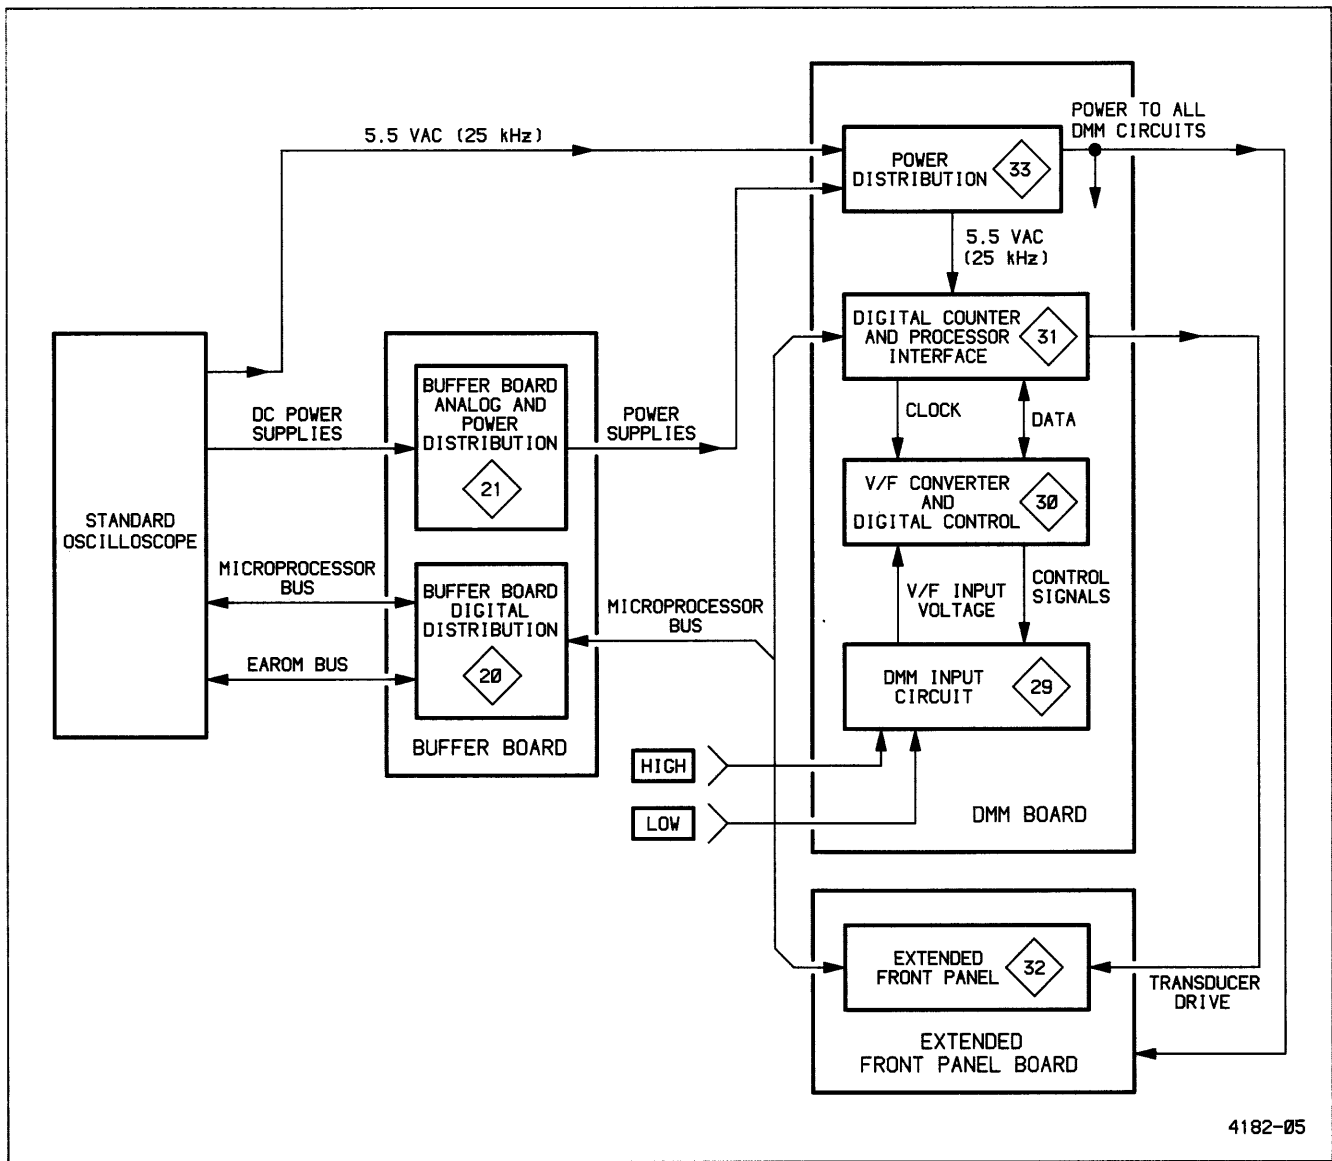 5.5 VAC (25 kHz)
POWER TO ALL
DMM CIRCUITS
POWER
DISTRIBUTION
33
5.5 VAC
(25 kHz)
DIGITAL COUNTER
AND PROCESSOR
INTERFACE
31
CLOCK
DATA
V/F CONVERTER
AND
DIGITAL CONTROL
30
V/F INPUT
VOLTAGE
CONTROL
SIGNALS
DMM INPUT
CIRCUIT
29
DMM BOARD
STANDARD
OSCILLOSCOPE
DC POWER
SUPPLIES
BUFFER BOARD
ANALOG AND
POWER
DISTRIBUTION
21
POWER
SUPPLIES
MICROPROCESSOR
BUS
EAROM BUS
BUFFER BOARD
DIGITAL
DISTRIBUTION
20
BUFFER BOARD
MICROPROCESSOR
BUS
HIGH
LOW
EXTENDED
FRONT PANEL
32
EXTENDED
FRONT PANEL BOARD
TRANSDUCER
DRIVE
4182-05